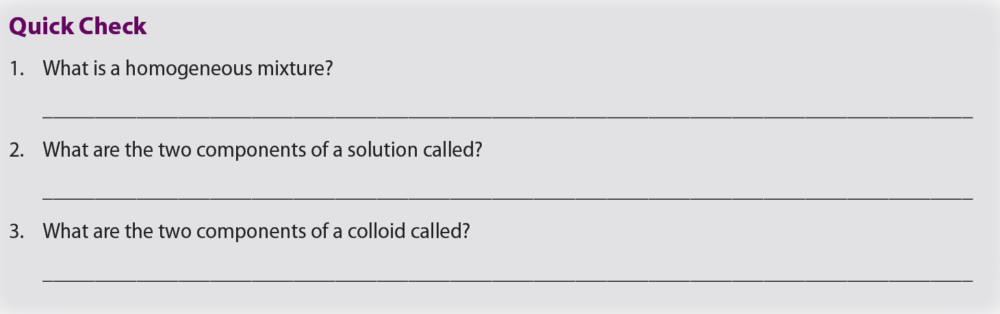 Quick Check
1. What is a homogeneous mixture?
2. What are the two components of a solution called?
3. What are the two components of a colloid called?